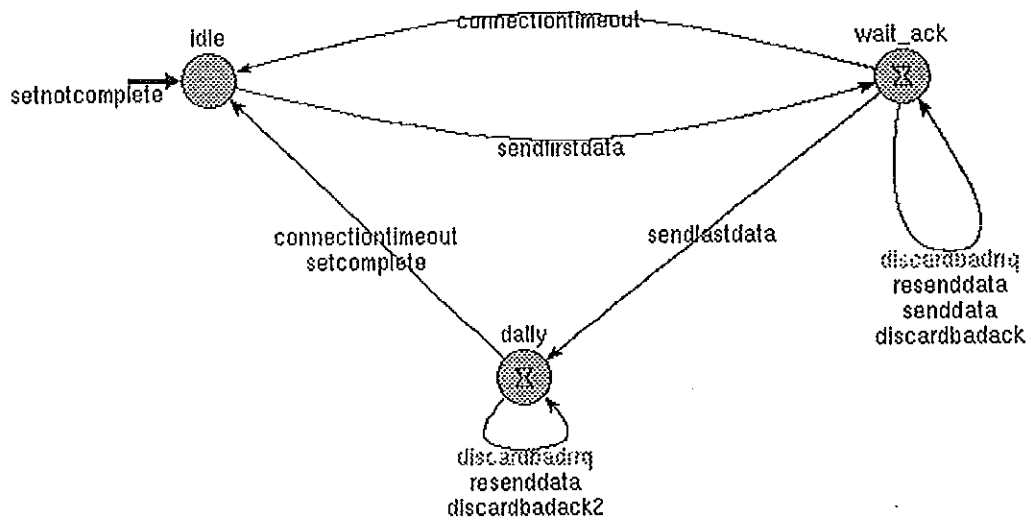 connectiontimeout
idle
wait_ack
setnotcomplete
X
sendfirstdata
connectiontimeout
setcomplete
sendlastdata
discardbadrrq
resenddata
senddata
discardbadack
dally
X
discardbadrrq
resenddata
discardbadack2